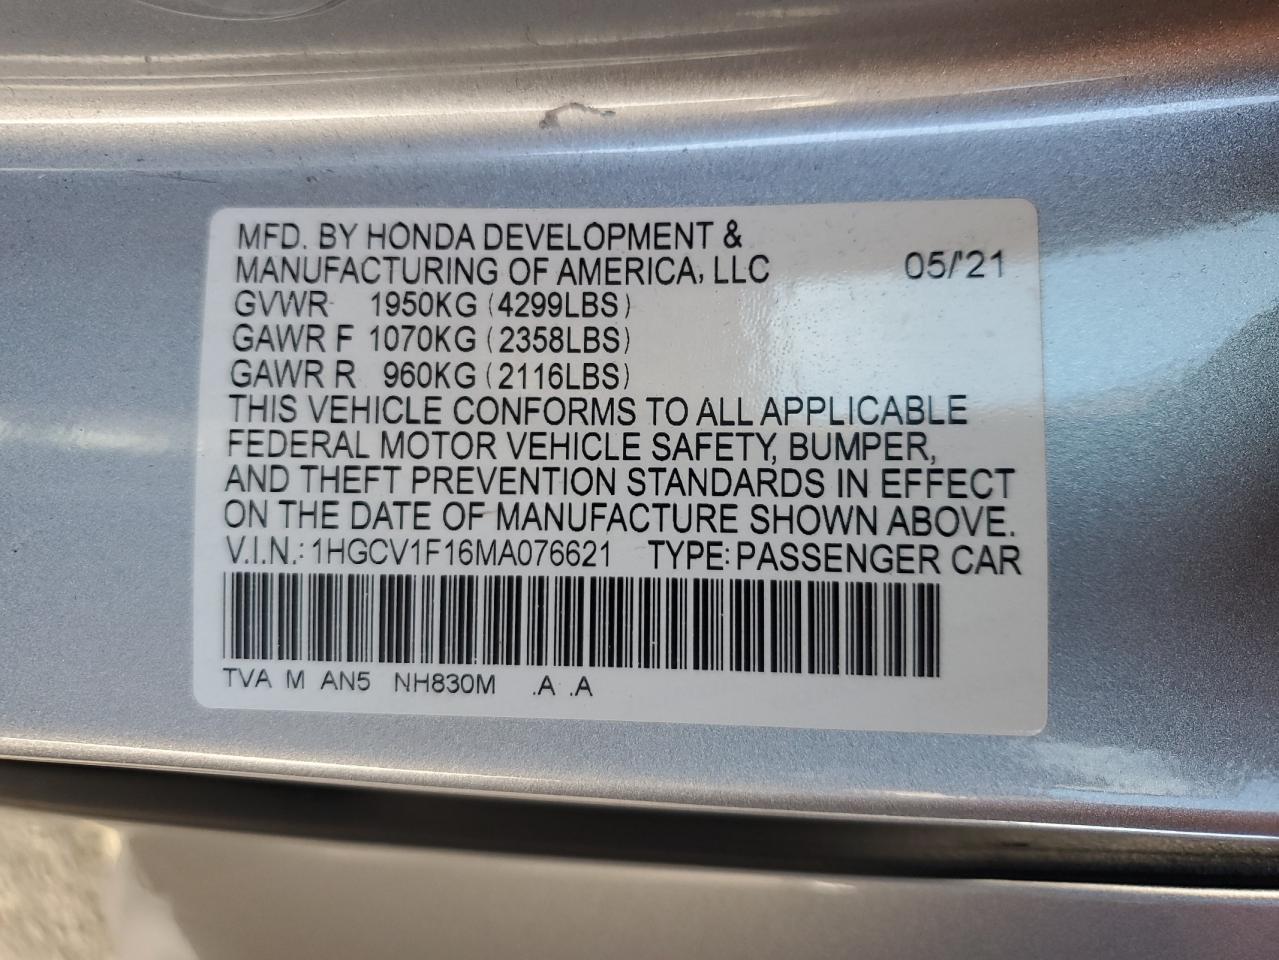 MFD. BY HONDA DEVELOPMENT &
MANUFACTURING OF AMERICA, LLC 05/'21
GVWR 1950KG (4299LBS)
GAWR F 1070KG (2358LBS)
GAWR R 960KG (2116LBS)
THIS VEHICLE CONFORMS TO ALL APPLICABLE
FEDERAL MOTOR VEHICLE SAFETY, BUMPER,
AND THEFT PREVENTION STANDARDS IN EFFECT
ON THE DATE OF MANUFACTURE SHOWN ABOVE.
V.I.N.: 1HGCV1F16MA076621 TYPE: PASSENGER CAR
TVA M AN5 NH830M .A .A